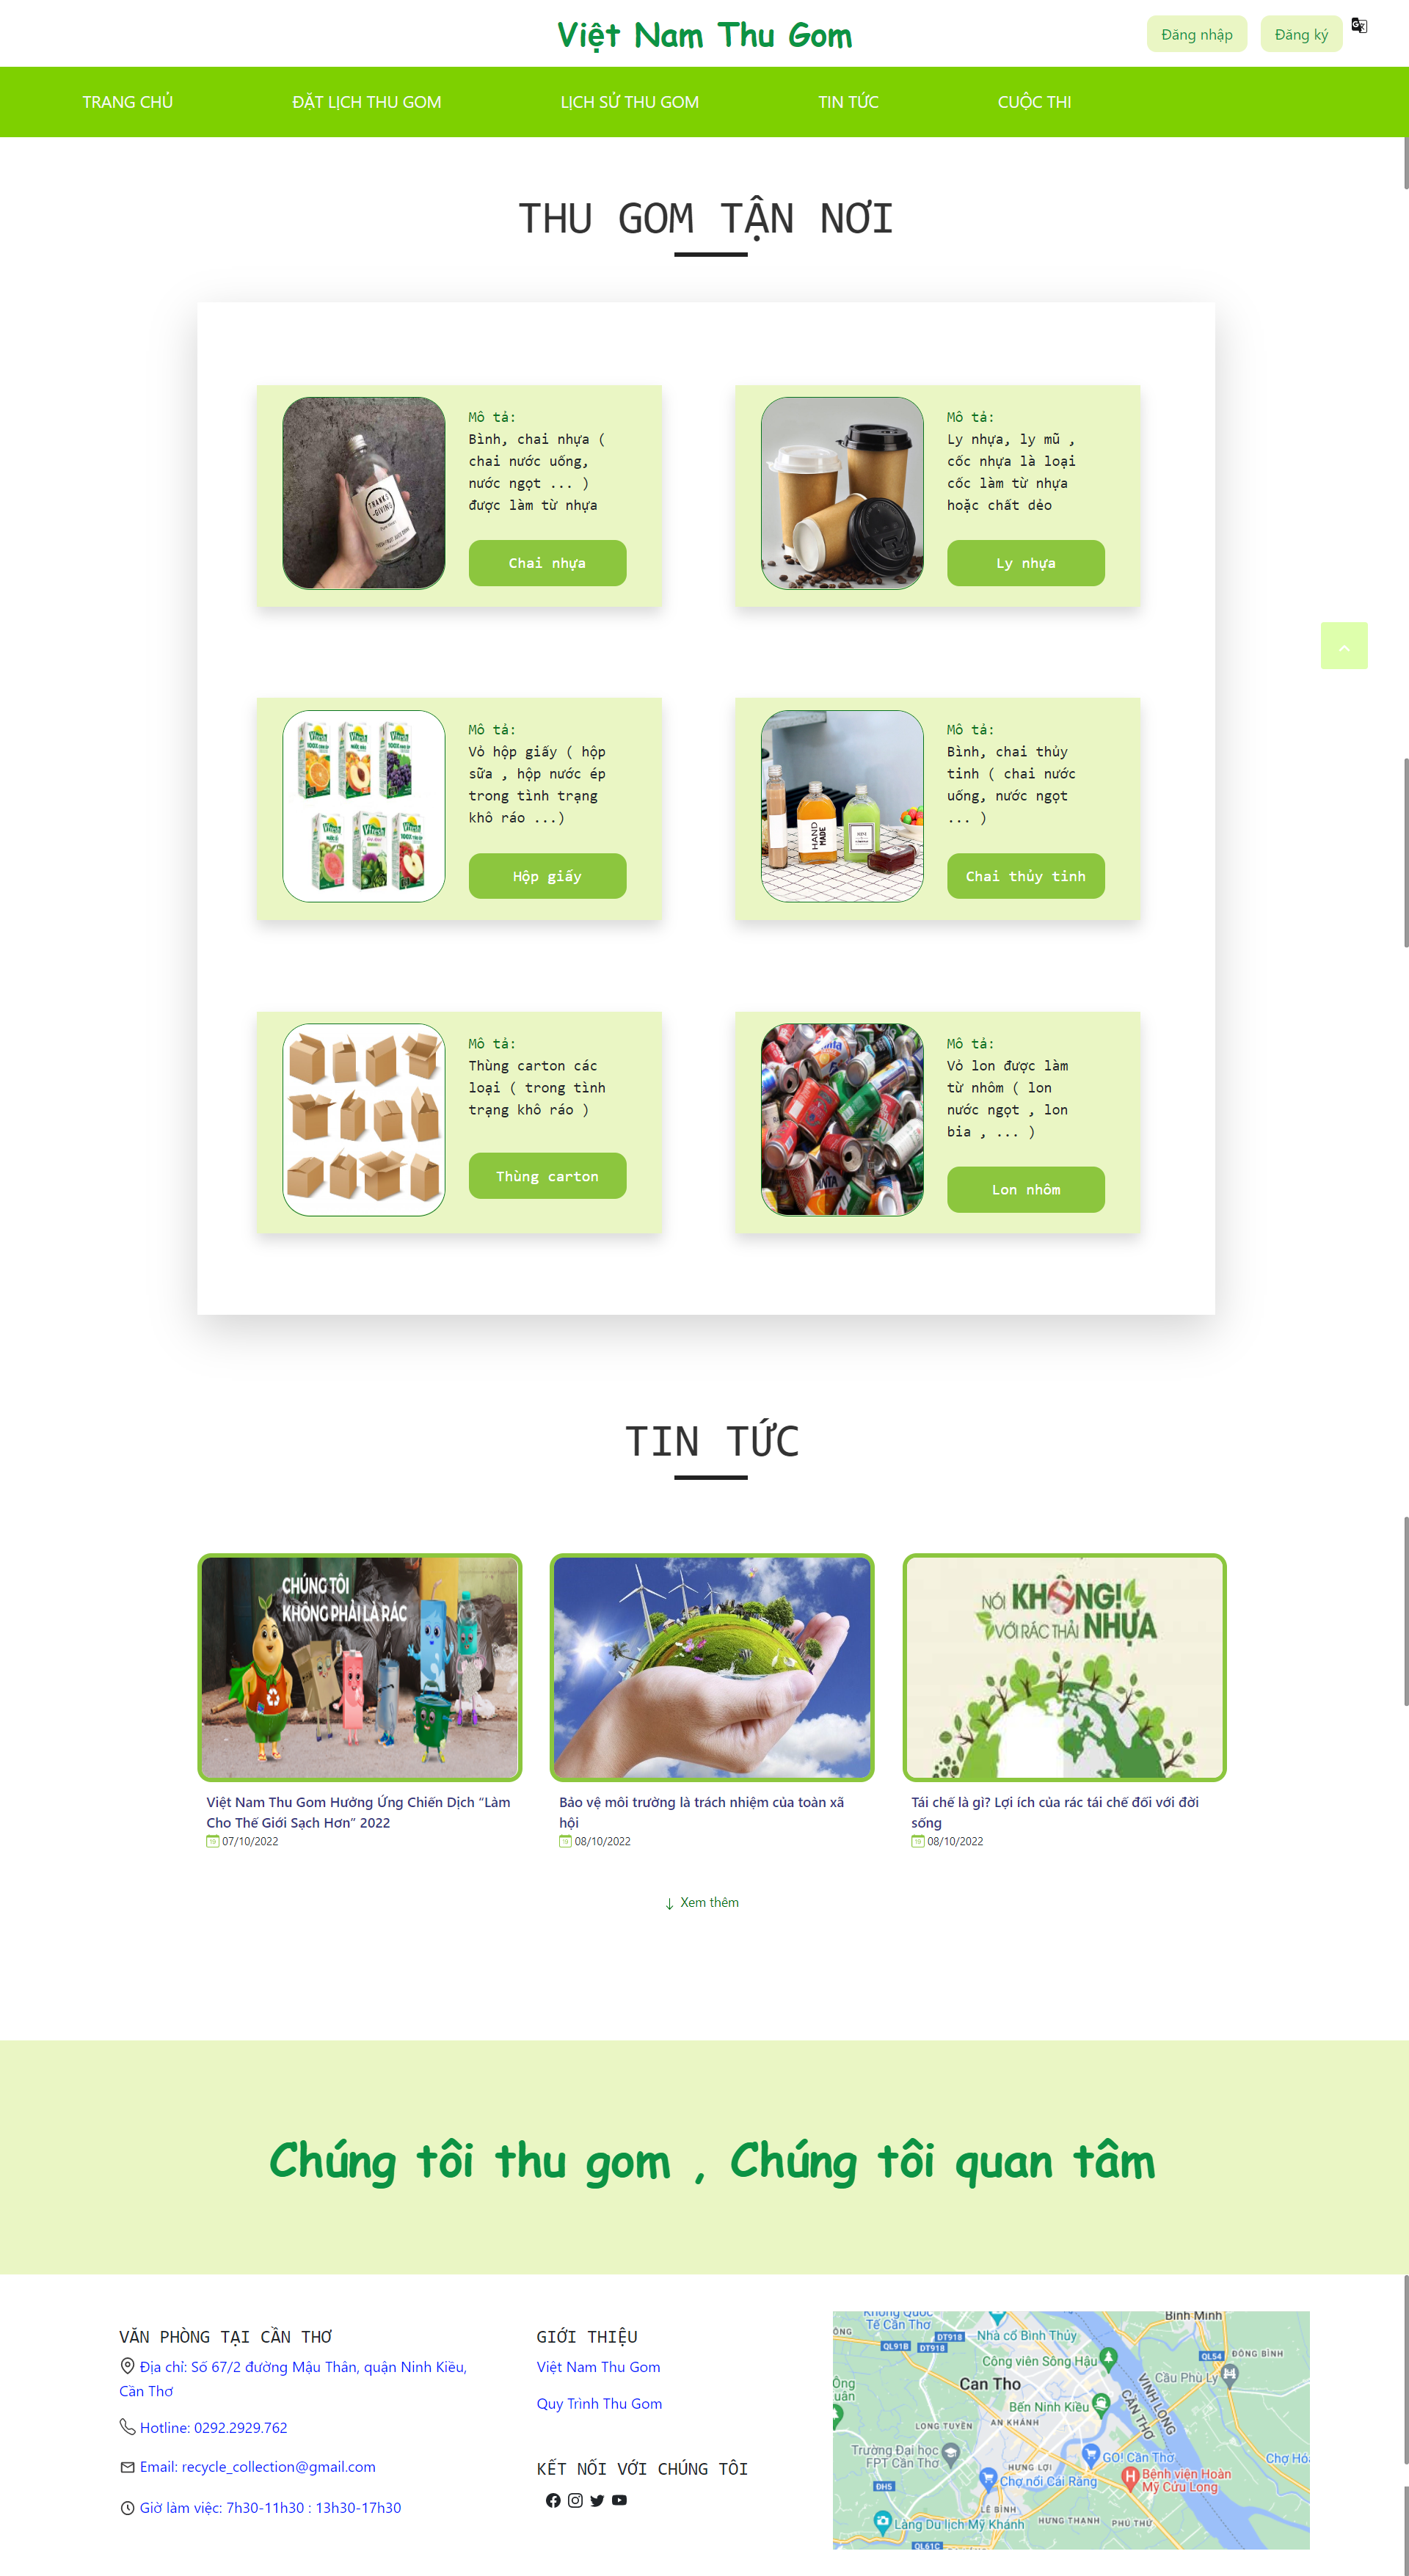 Việt Nam Thu Gom
Đăng nhập
Đăng ký
TRANG CHỦ
ĐẶT LỊCH THU GOM
LỊCH SỬ THU GOM
TIN TỨC
CUỘC THI
THU GOM TẬN NƠI
Mô tả:
Bình, chai nhựa (
chai nước uống,
nước ngọt ... )
được làm từ nhựa
Chai nhựa
Mô tả:
Ly nhựa, ly mũ ,
cốc nhựa là loại
cốc làm từ nhựa
hoặc chất dẻo
Ly nhựa
Mô tả:
Vỏ hộp giấy ( hộp
sữa , hộp nước ép
trong tình trạng
khô ráo ...)
Hộp giấy
HAND
MADE
Mô tả:
Bình, chai thủy
tinh ( chai nước
uống, nước ngọt
... )
Chai thủy tinh
Mô tả:
Thùng carton các
loại ( trong tình
trạng khô ráo )
Thùng carton
Mô tả:
Vỏ lon được làm
từ nhôm ( lon
nước ngọt , lon
bia , ... )
Lon nhôm
TIN TỨC
CHÚNG TÔI
KHÔNG PHẢI LÀ RÁC
NÓI KHÔNG!
VỚI RÁC THẢI NHỰA
Việt Nam Thu Gom Hưởng Ứng Chiến Dịch “Làm
Cho Thế Giới Sạch Hơn” 2022
07/10/2022
Bảo vệ môi trường là trách nhiệm của toàn xã
hội
08/10/2022
Tái chế là gì? Lợi ích của rác tái chế đối với đời
sống
08/10/2022
Xem thêm
Chúng tôi thu gom , Chúng tôi quan tâm
VĂN PHÒNG TẠI CẦN THƠ
Địa chỉ: Số 67/2 đường Mậu Thân, quận Ninh Kiều,
Cần Thơ
Hotline: 0292.2929.762
Email: recycle_collection@gmail.com
Giờ làm việc: 7h30-11h30 : 13h30-17h30
GIỚI THIỆU
Việt Nam Thu Gom
Quy Trình Thu Gom
KẾT NỐI VỚI CHÚNG TÔI
Tế Cần Thơ
QL91B
DT918
DT918
Nhà cổ Bình Thủy
Bình Minh
Công viên Sông Hậu
QL54
ĐÔNG BÌNH
Cầu Phù Ly
Can Tho
Bến Ninh Kiều
CẦN THƠ
VĨNH LONG
LONG TUYỀN
AN KHÁNH
Trường Đại học
FPT Cần Thơ
HƯNG LỢI
GO! Cần Thơ
ĐH5
Chợ nổi Cái Răng
Bệnh viện Hoàn
Mỹ Cửu Long
LÊ BÌNH
HƯNG THẠNH
PHÚ THỨ
Làng Du lịch Mỹ Khánh
QL61C